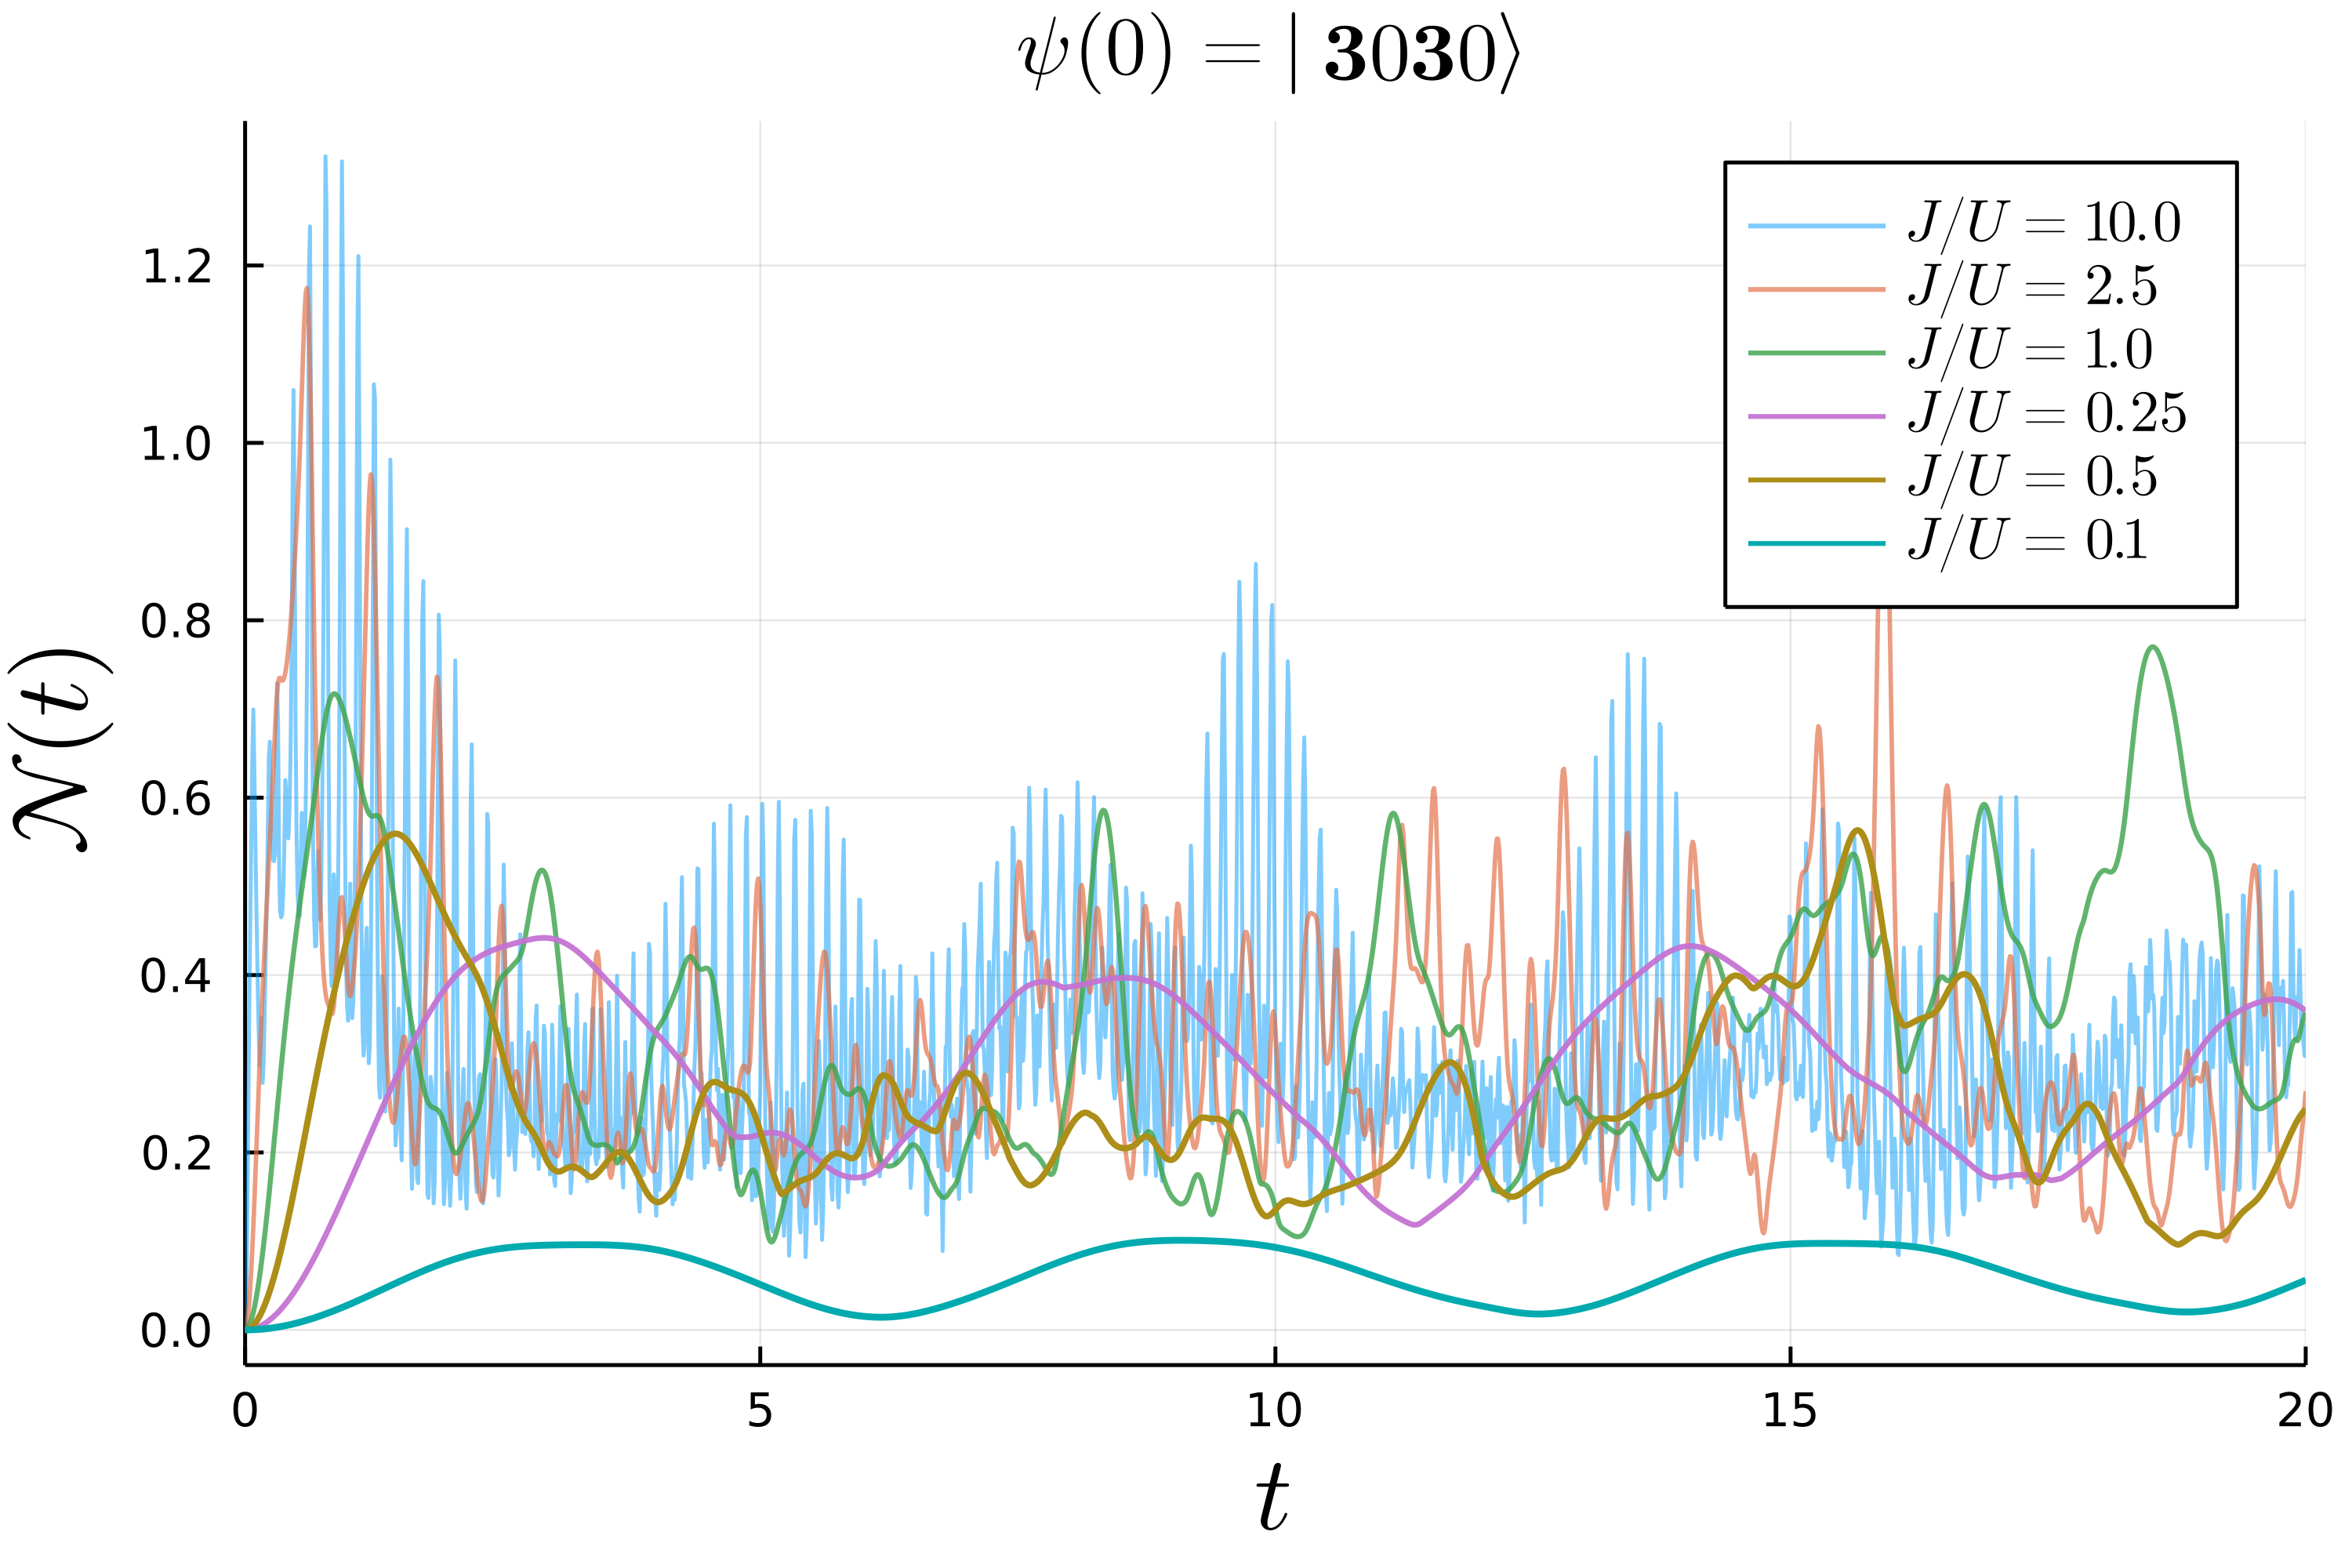 ψ(0) = | 𝟑0𝟑0⟩
𝒩(t)
1.2
1.0
0.8
0.6
0.4
0.2
0.0
J/U = 10.0
J/U = 2.5
J/U = 1.0
J/U = 0.25
J/U = 0.5
J/U = 0.1
0 5 10 15 20
t